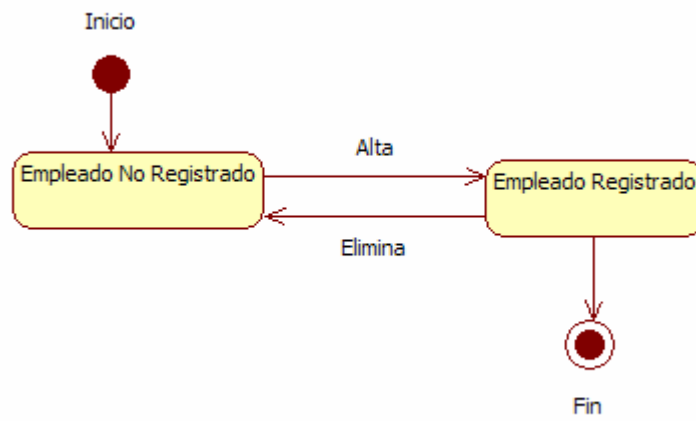 Inicio
Empleado No Registrado
Alta
Empleado Registrado
Elimina
Fin